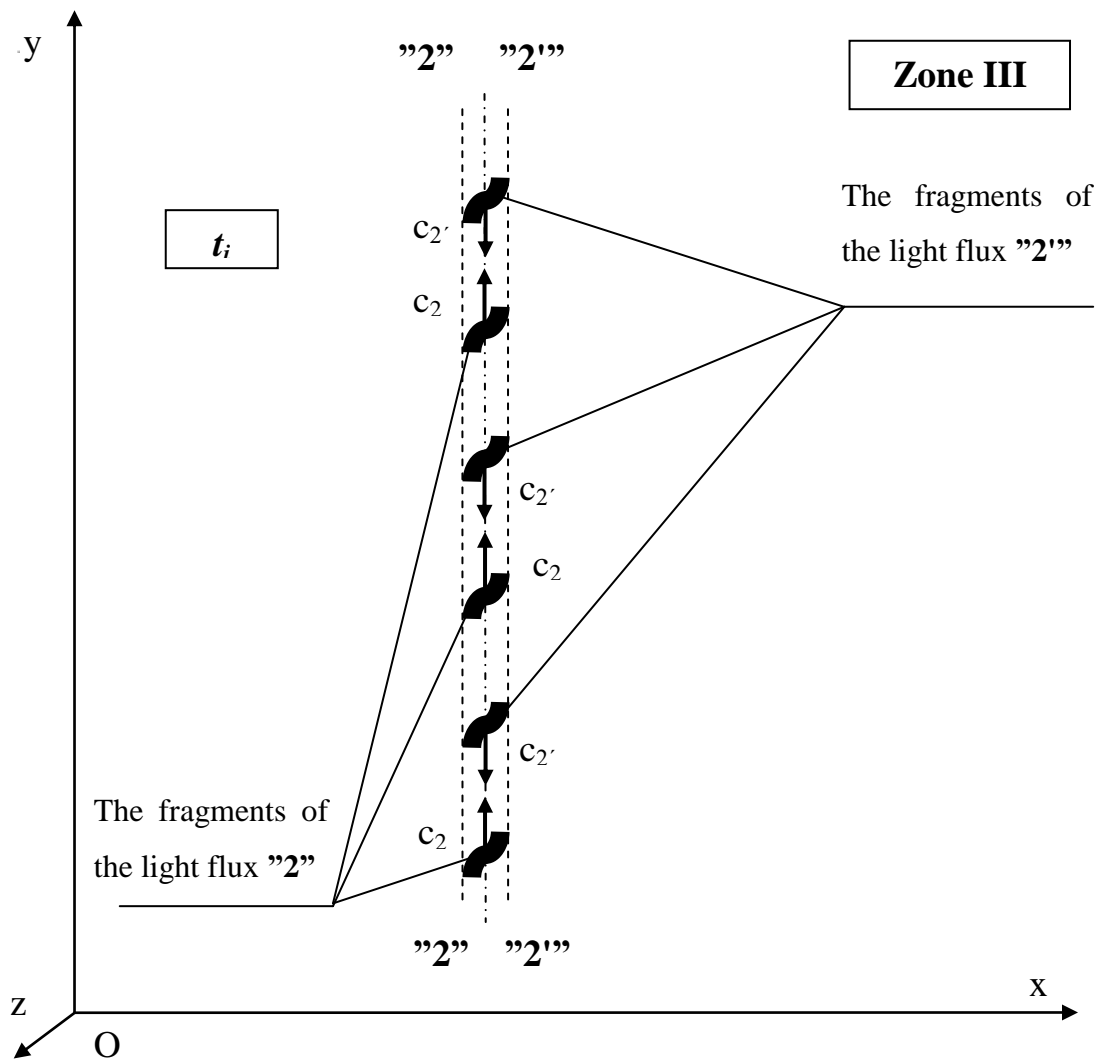 y
”2” ”2'”
Zone III
The fragments of
the light flux ”2'”
tᵢ
c₂′
c₂
c₂′
c₂
c₂′
c₂
The fragments of
the light flux ”2”
”2” ”2'”
x
z
O